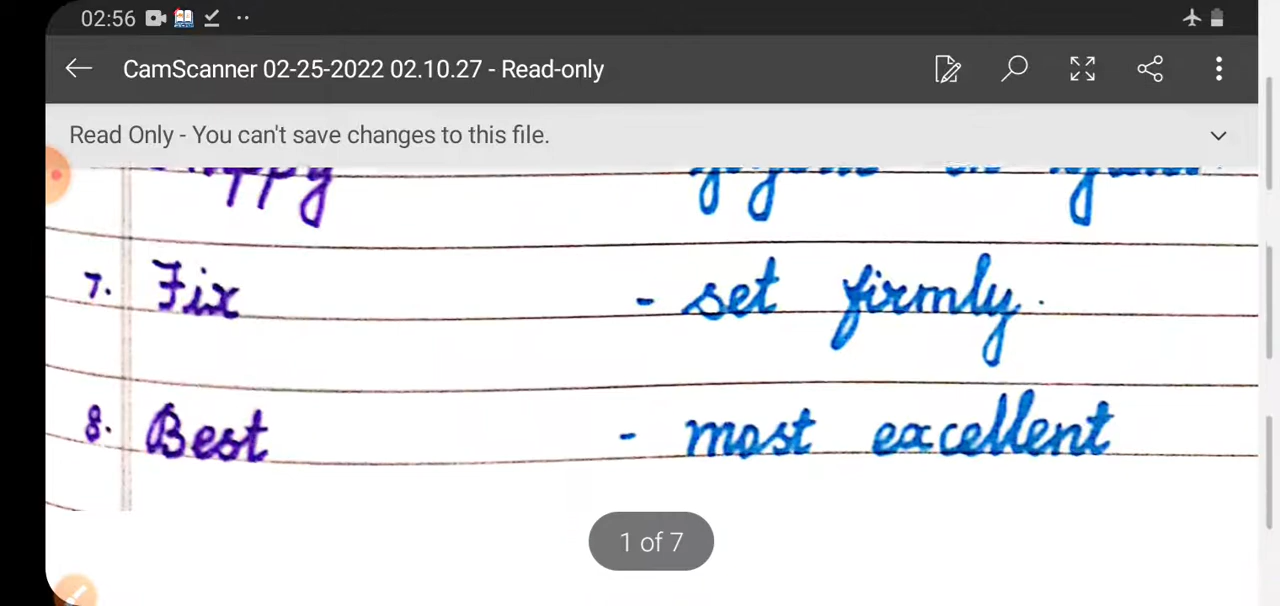 02:56
CamScanner 02-25-2022 02.10.27 - Read-only
Read Only - You can't save changes to this file.
7. Fix - set firmly.
8. Best - most excellent
1 of 7